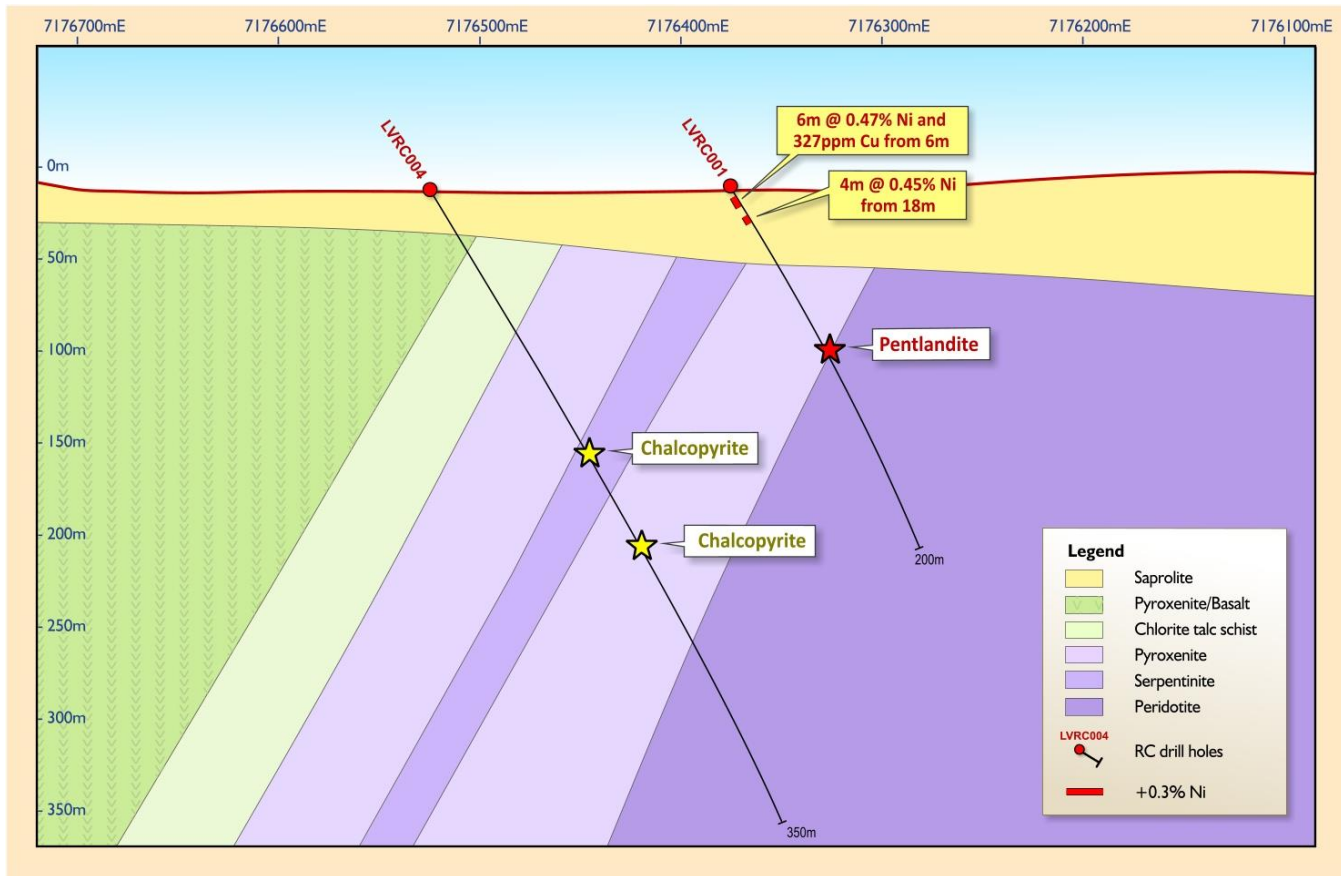 7176700mE
7176600mE
7176500mE
7176400mE
7176300mE
7176200mE
7176100mE
LVRC004
LVRC001
6m @ 0.47% Ni and
327ppm Cu from 6m
4m @ 0.45% Ni
from 18m
0m
50m
100m
150m
200m
250m
300m
350m
Pentlandite
Chalcopyrite
Chalcopyrite
200m
350m
Legend
Saprolite
Pyroxenite/Basalt
Chlorite talc schist
Pyroxenite
Serpentinite
Peridotite
LVRC004
RC drill holes
+0.3% Ni